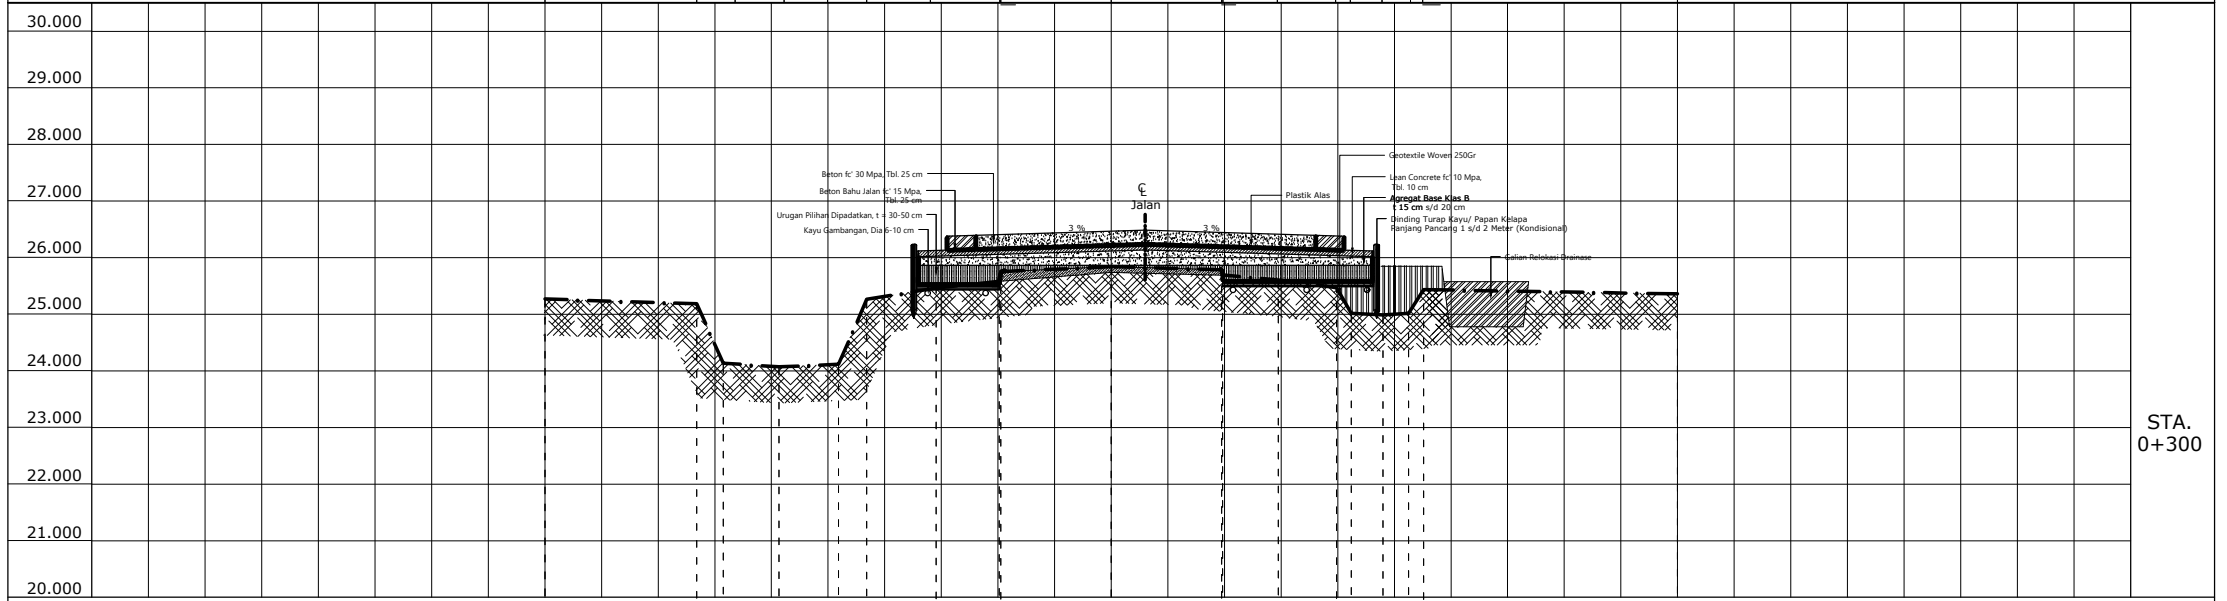 30.000
29.000
28.000
27.000
26.000
25.000
24.000
23.000
22.000
21.000
20.000
Beton fc' 30 Mpa, Tbl. 25 cm
Beton Bahu Jalan fc' 15 Mpa,
Tbl. 25 cm
Urugan Pilihan Dipadatkan, t = 30-50 cm
Kayu Gambangan, Dia 6-10 cm
CL
Jalan
3 %
3 %
Plastik Alas
Geotextile Woven 250Gr
Lean Concrete fc' 10 Mpa,
Tbl. 10 cm
Agregat Base Klas B
t 15 cm s/d 20 cm
Dinding Turap Kayu/ Papan Kelapa
Panjang Pancang 1 s/d 2 Meter (Kondisional)
Galian Relokasi Drainase
STA.
0+300